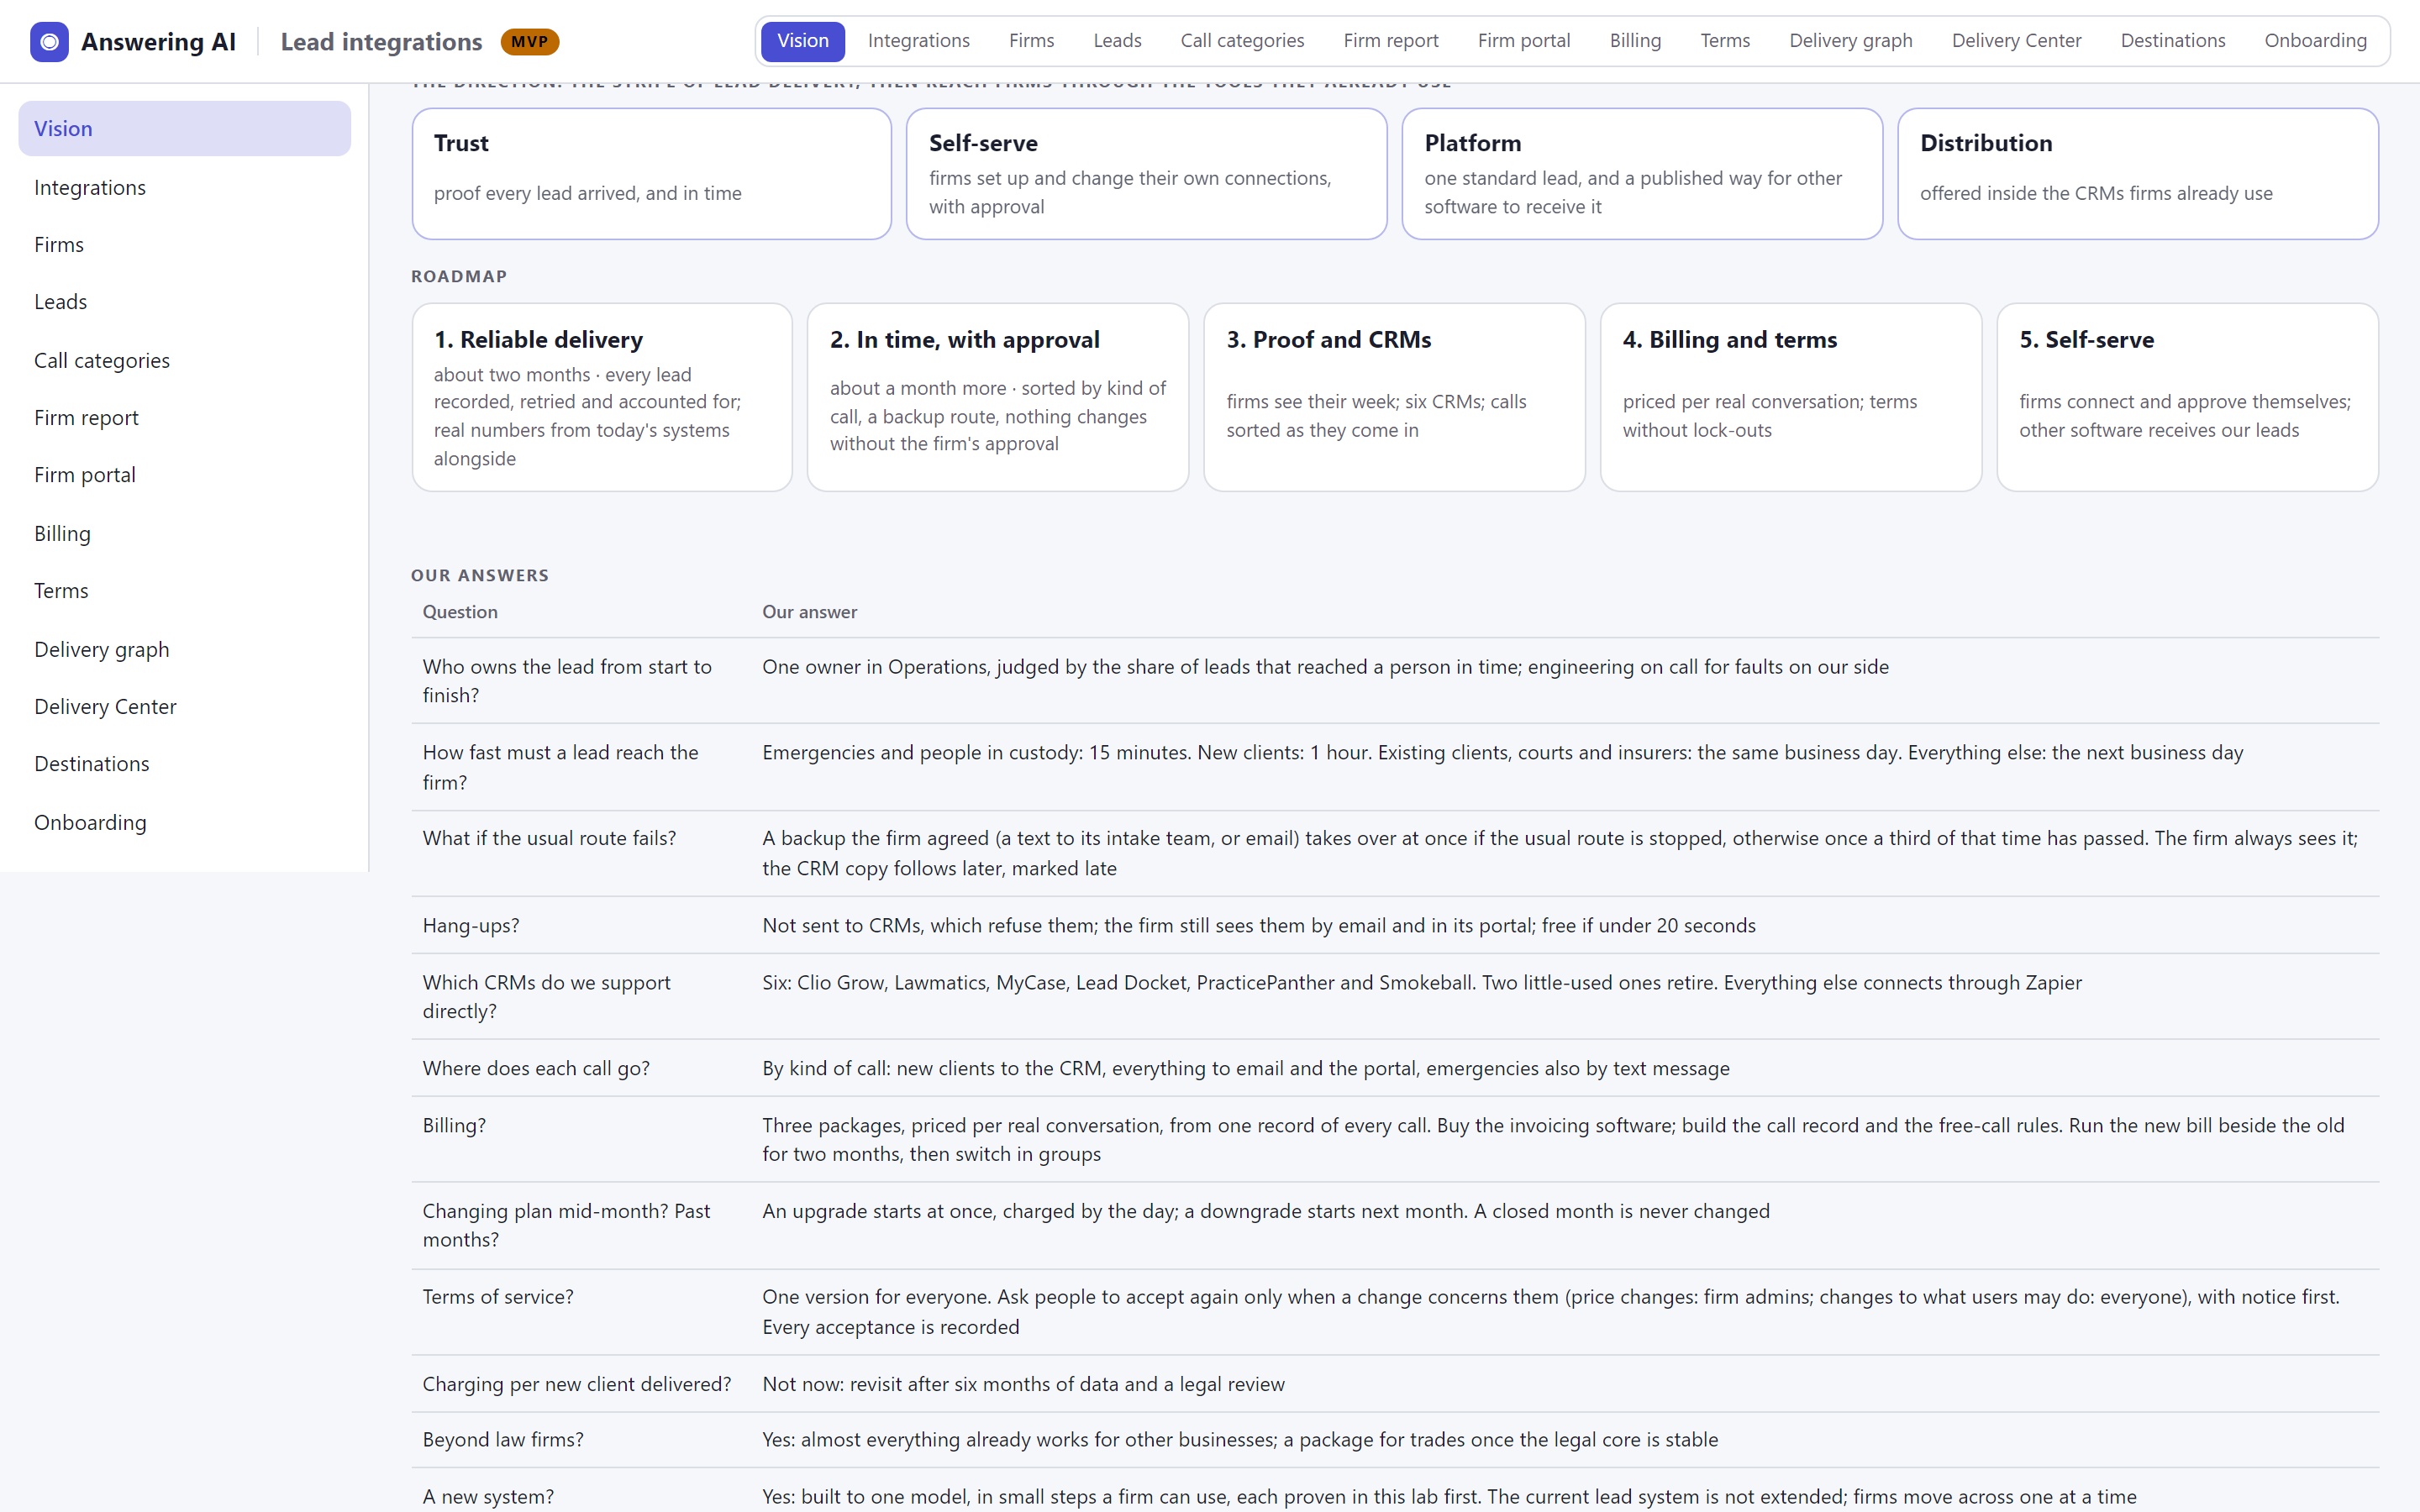 Answering AI
Lead integrations
MVP
Vision
Integrations
Firms
Leads
Call categories
Firm report
Firm portal
Billing
Terms
Delivery graph
Delivery Center
Destinations
Onboarding
Vision
Integrations
Firms
Leads
Call categories
Firm report
Firm portal
Billing
Terms
Delivery graph
Delivery Center
Destinations
Onboarding
THE DIRECTION: THE STRIPE OF LEAD DELIVERY, THEN REACH FIRMS THROUGH THE TOOLS THEY ALREADY USE
Trust
proof every lead arrived, and in time
Self-serve
firms set up and change their own connections,
with approval
Platform
one standard lead, and a published way for other
software to receive it
Distribution
offered inside the CRMs firms already use
ROADMAP
1. Reliable delivery
about two months · every lead
recorded, retried and accounted for;
real numbers from today's systems
alongside
2. In time, with approval
about a month more · sorted by kind of
call, a backup route, nothing changes
without the firm's approval
3. Proof and CRMs
firms see their week; six CRMs; calls
sorted as they come in
4. Billing and terms
priced per real conversation; terms
without lock-outs
5. Self-serve
firms connect and approve themselves;
other software receives our leads
OUR ANSWERS
Question
Our answer
Who owns the lead from start to
finish?
One owner in Operations, judged by the share of leads that reached a person in time; engineering on call for faults on our side
How fast must a lead reach the
firm?
Emergencies and people in custody: 15 minutes. New clients: 1 hour. Existing clients, courts and insurers: the same business day. Everything else: the next business day
What if the usual route fails?
A backup the firm agreed (a text to its intake team, or email) takes over at once if the usual route is stopped, otherwise once a third of that time has passed. The firm always sees it;
the CRM copy follows later, marked late
Hang-ups?
Not sent to CRMs, which refuse them; the firm still sees them by email and in its portal; free if under 20 seconds
Which CRMs do we support
directly?
Six: Clio Grow, Lawmatics, MyCase, Lead Docket, PracticePanther and Smokeball. Two little-used ones retire. Everything else connects through Zapier
Where does each call go?
By kind of call: new clients to the CRM, everything to email and the portal, emergencies also by text message
Billing?
Three packages, priced per real conversation, from one record of every call. Buy the invoicing software; build the call record and the free-call rules. Run the new bill beside the old
for two months, then switch in groups
Changing plan mid-month? Past
months?
An upgrade starts at once, charged by the day; a downgrade starts next month. A closed month is never changed
Terms of service?
One version for everyone. Ask people to accept again only when a change concerns them (price changes: firm admins; changes to what users may do: everyone), with notice first.
Every acceptance is recorded
Charging per new client delivered?
Not now: revisit after six months of data and a legal review
Beyond law firms?
Yes: almost everything already works for other businesses; a package for trades once the legal core is stable
A new system?
Yes: built to one model, in small steps a firm can use, each proven in this lab first. The current lead system is not extended; firms move across one at a time